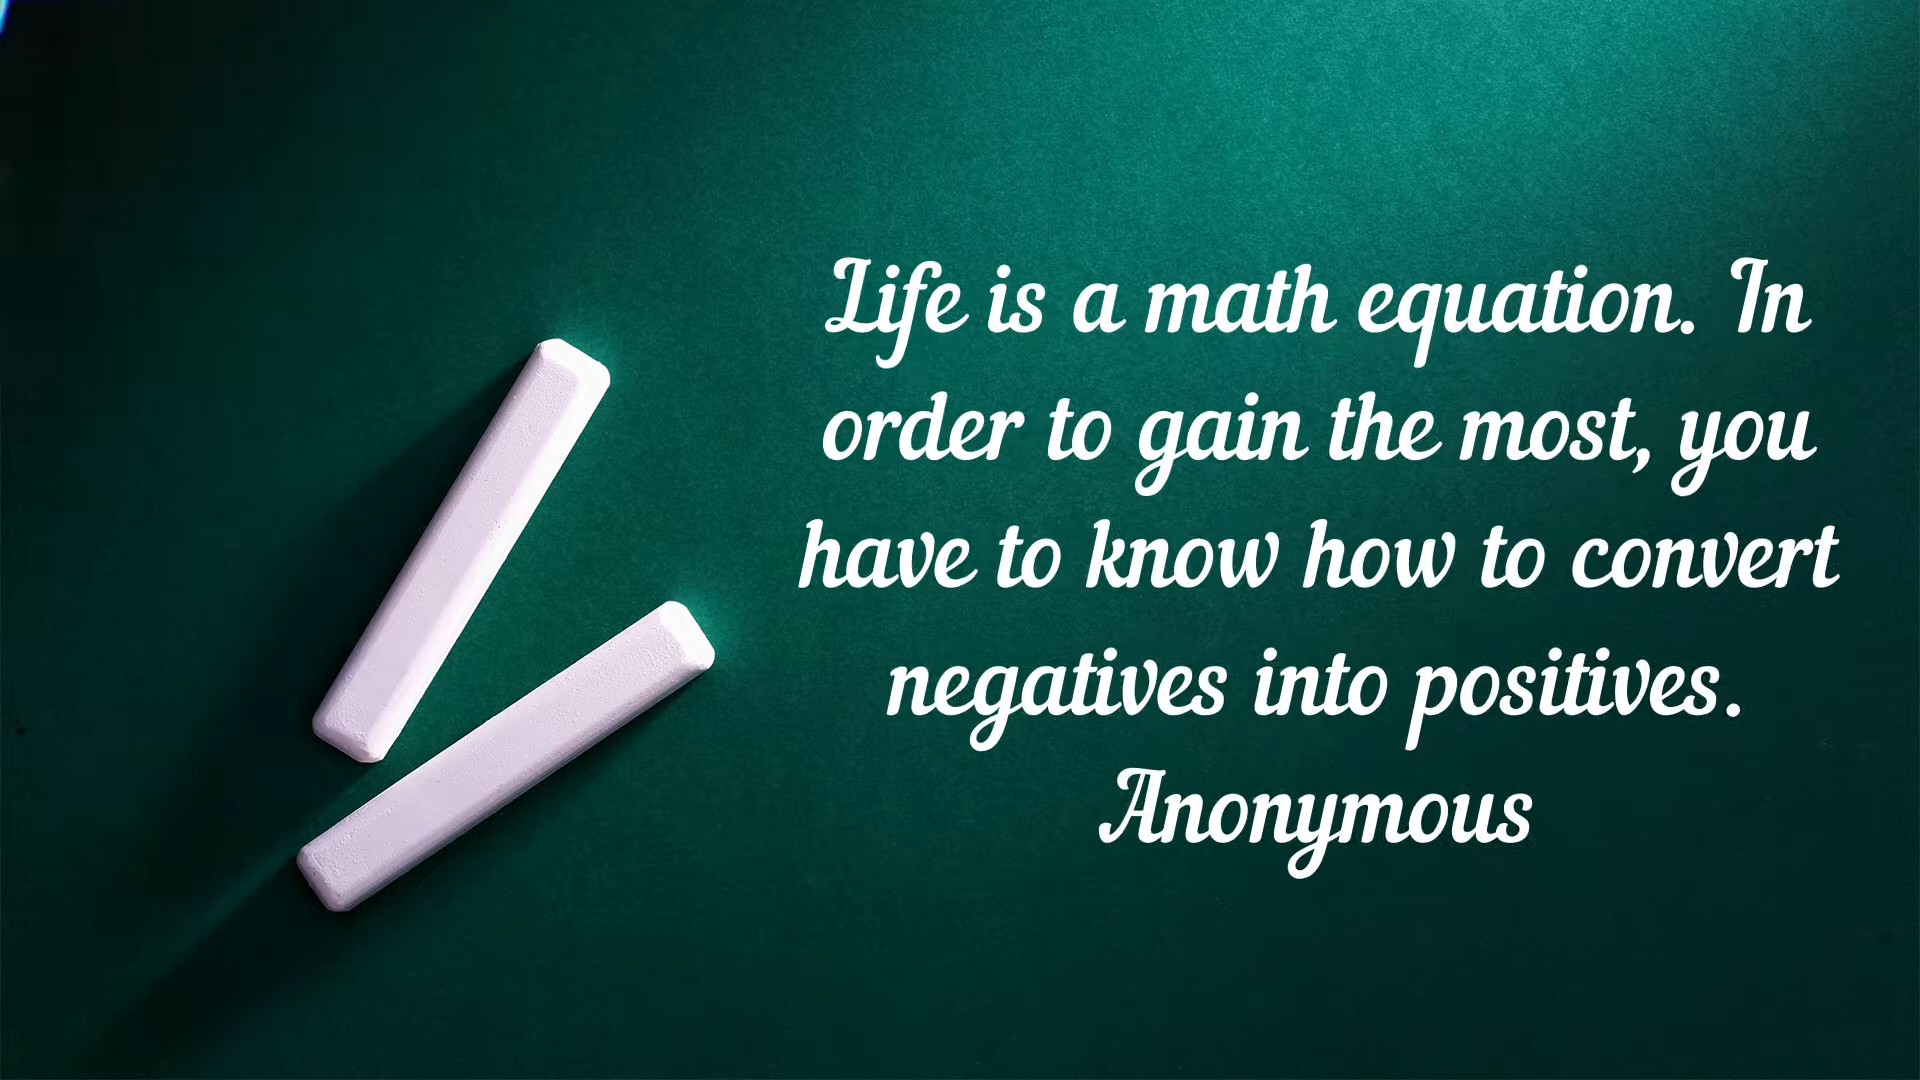 Life is a math equation. In
order to gain the most, you
have to know how to convert
negatives into positives.
Anonymous